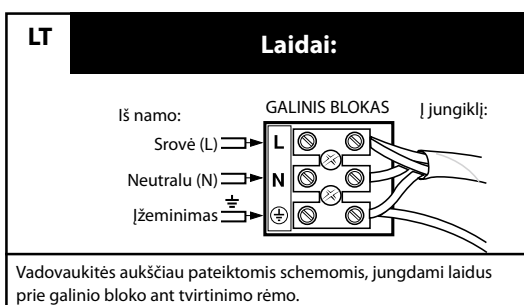 LT
Laidai:
Iš namo:
GALINIS BLOKAS
Į jungiklį:
Srovė (L)
L
Neutralu (N)
N
Įžeminimas
Vadovaukitės aukščiau pateiktomis schemomis, jungdami laidus
prie galinio bloko ant tvirtinimo rėmo.